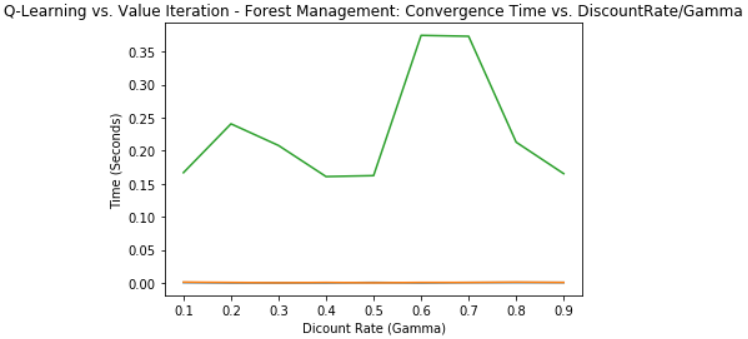 Q-Learning vs. Value Iteration - Forest Management: Convergence Time vs. DiscountRate/Gamma
0.35
0.30
0.25
0.20
0.15
0.10
0.05
0.00
Time (Seconds)
0.1 0.2 0.3 0.4 0.5 0.6 0.7 0.8 0.9
Dicount Rate (Gamma)